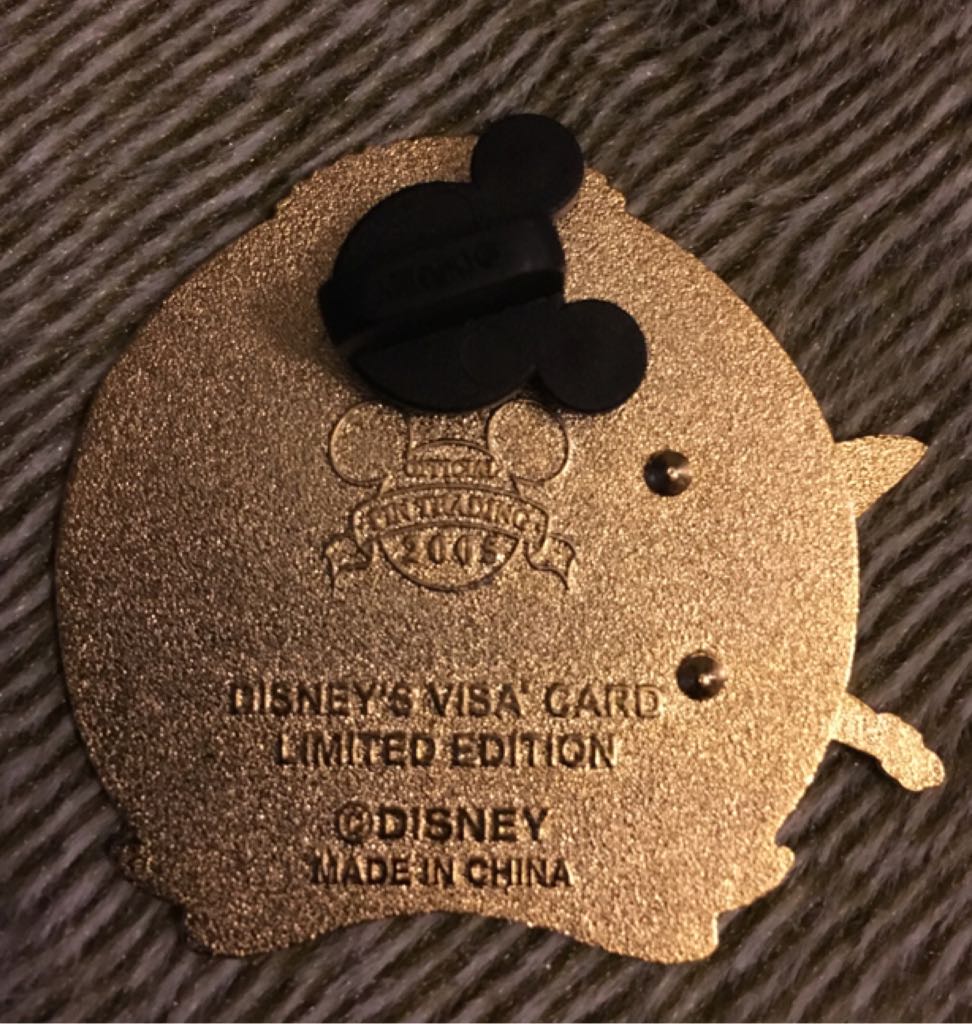 OFFICIAL
PIN TRADING
2005
DISNEY'S VISA' CARD
LIMITED EDITION
©DISNEY
MADE IN CHINA